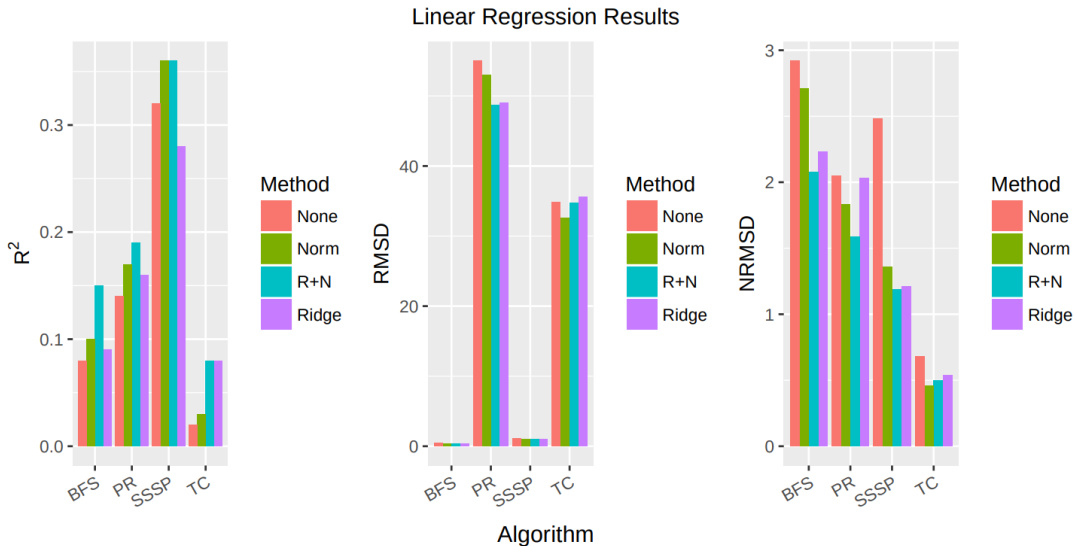 Linear Regression Results
R²
0.3
0.2
0.1
0.0
BFS
PR
SSSP
TC
Method
None
Norm
R+N
Ridge
RMSD
40
20
0
BFS
PR
SSSP
TC
Method
None
Norm
R+N
Ridge
NRMSD
3
2
1
0
BFS
PR
SSSP
TC
Method
None
Norm
R+N
Ridge
Algorithm